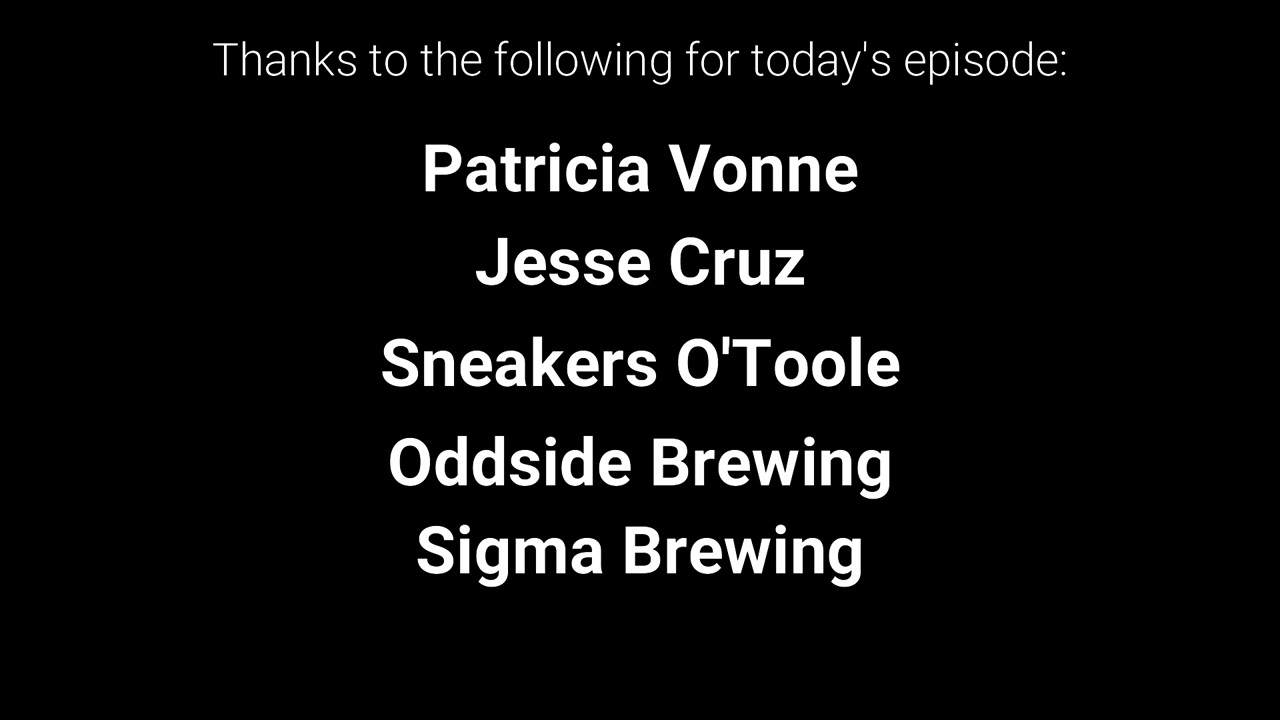 Thanks to the following for today's episode:
Patricia Vonne
Jesse Cruz
Sneakers O'Toole
Oddside Brewing
Sigma Brewing